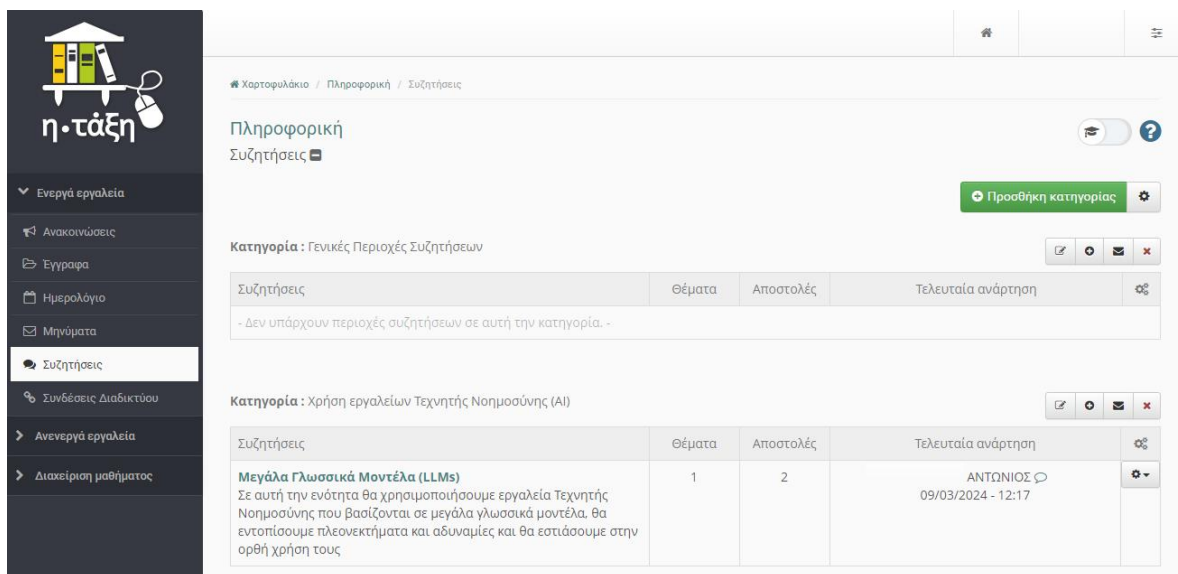 η•τάξη
Ενεργά εργαλεία
Ανακοινώσεις
Έγγραφα
Ημερολόγιο
Μηνύματα
Συζητήσεις
Συνδέσεις Διαδικτύου
Ανενεργά εργαλεία
Διαχείριση μαθήματος
Χαρτοφυλάκιο / Πληροφορική / Συζητήσεις
Πληροφορική
Συζητήσεις
Προσθήκη κατηγορίας
Κατηγορία : Γενικές Περιοχές Συζητήσεων
Συζητήσεις Θέματα Αποστολές Τελευταία ανάρτηση
- Δεν υπάρχουν περιοχές συζητήσεων σε αυτή την κατηγορία. -
Κατηγορία : Χρήση εργαλείων Τεχνητής Νοημοσύνης (AI)
Συζητήσεις Θέματα Αποστολές Τελευταία ανάρτηση
Μεγάλα Γλωσσικά Μοντέλα (LLMs) 1 2 ΑΝΤΩΝΙΟΣ
Σε αυτή την ενότητα θα χρησιμοποιήσουμε εργαλεία Τεχνητής 09/03/2024 - 12:17
Νοημοσύνης που βασίζονται σε μεγάλα γλωσσικά μοντέλα, θα
εντοπίσουμε πλεονεκτήματα και αδυναμίες και θα εστιάσουμε στην
ορθή χρήση τους